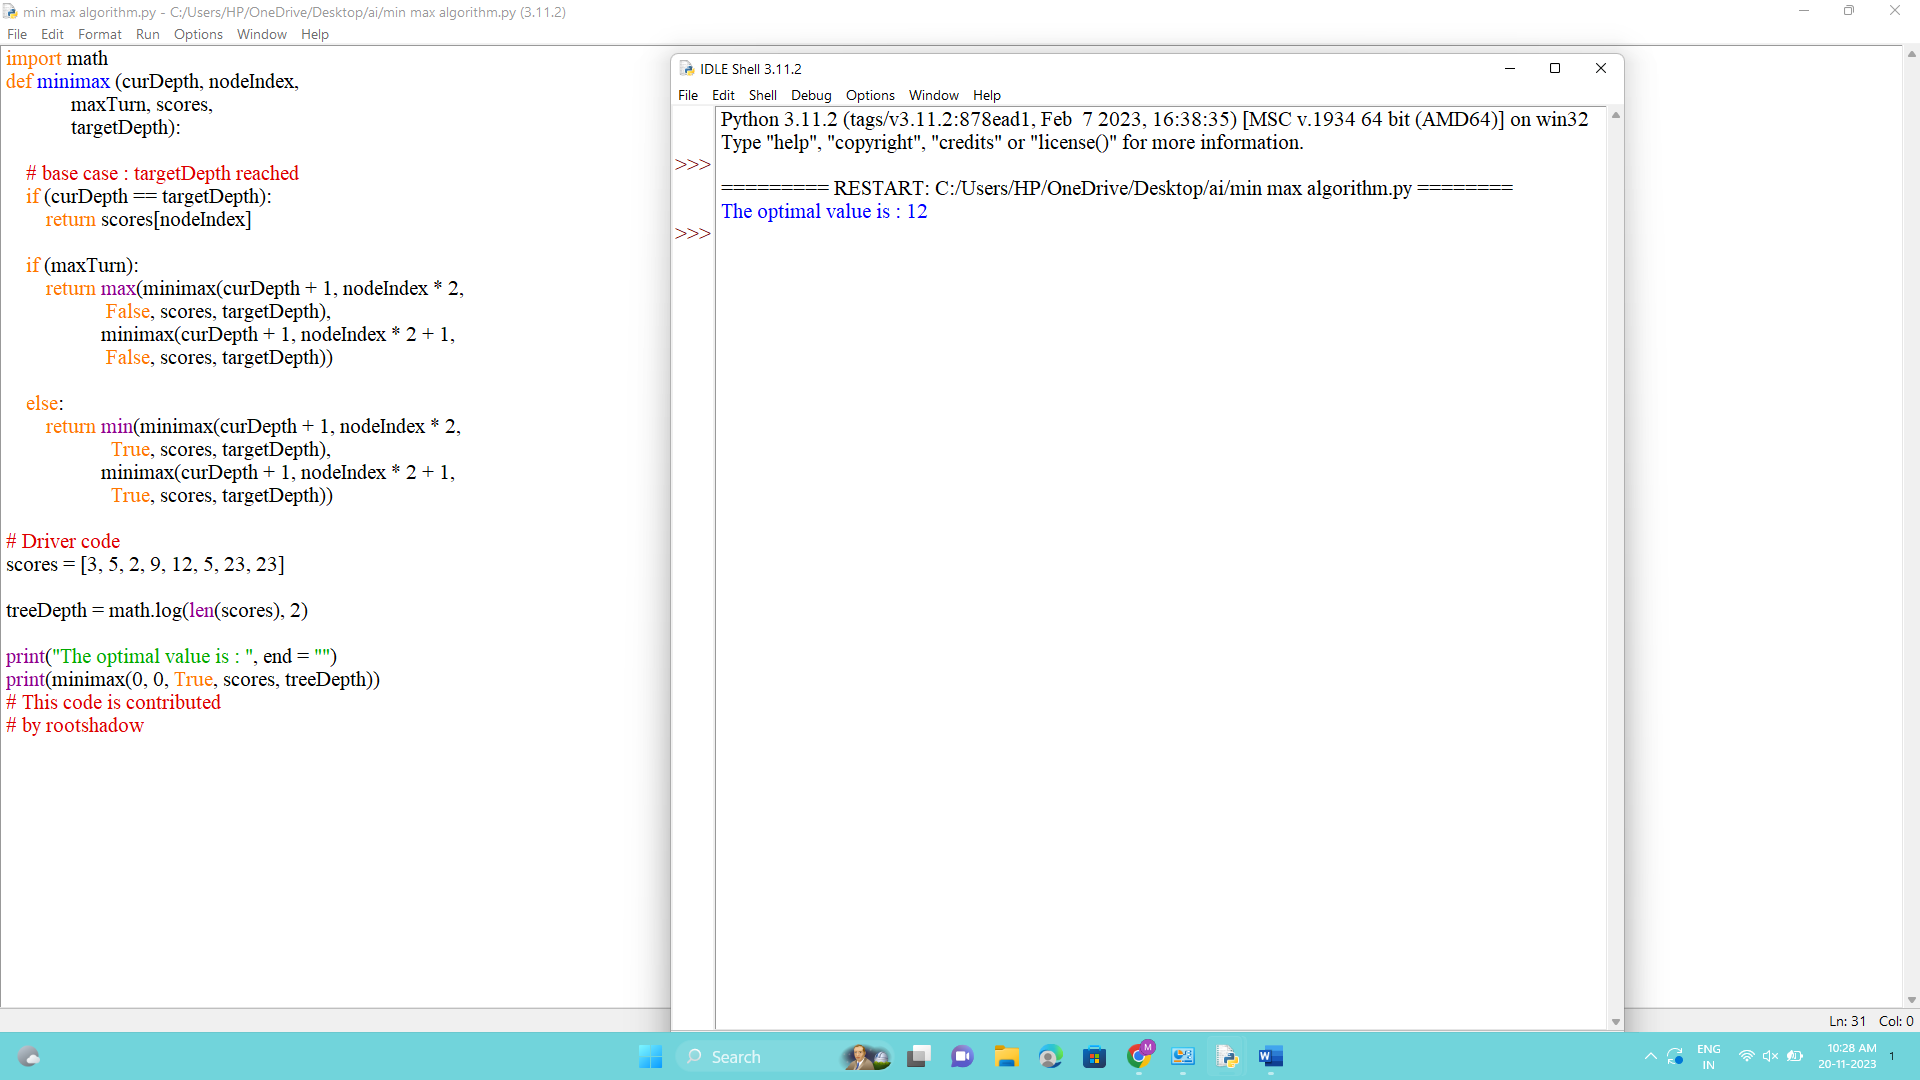 min max algorithm.py - C:/Users/HP/OneDrive/Desktop/ai/min max algorithm.py (3.11.2)
File Edit Format Run Options Window Help
import math
def minimax (curDepth, nodeIndex,
maxTurn, scores,
targetDepth):
# base case : targetDepth reached
if (curDepth == targetDepth):
return scores[nodeIndex]
if (maxTurn):
return max(minimax(curDepth + 1, nodeIndex * 2,
False, scores, targetDepth),
minimax(curDepth + 1, nodeIndex * 2 + 1,
False, scores, targetDepth))
else:
return min(minimax(curDepth + 1, nodeIndex * 2,
True, scores, targetDepth),
minimax(curDepth + 1, nodeIndex * 2 + 1,
True, scores, targetDepth))
# Driver code
scores = [3, 5, 2, 9, 12, 5, 23, 23]
treeDepth = math.log(len(scores), 2)
print("The optimal value is : ", end = "")
print(minimax(0, 0, True, scores, treeDepth))
# This code is contributed
# by rootshadow
IDLE Shell 3.11.2
File Edit Shell Debug Options Window Help
Python 3.11.2 (tags/v3.11.2:878ead1, Feb  7 2023, 16:38:35) [MSC v.1934 64 bit (AMD64)] on win32
Type "help", "copyright", "credits" or "license()" for more information.
>>>
========= RESTART: C:/Users/HP/OneDrive/Desktop/ai/min max algorithm.py ========
The optimal value is : 12
>>>
Ln: 31 Col: 0
Search
M
W
ENG
IN
10:28 AM
20-11-2023
1